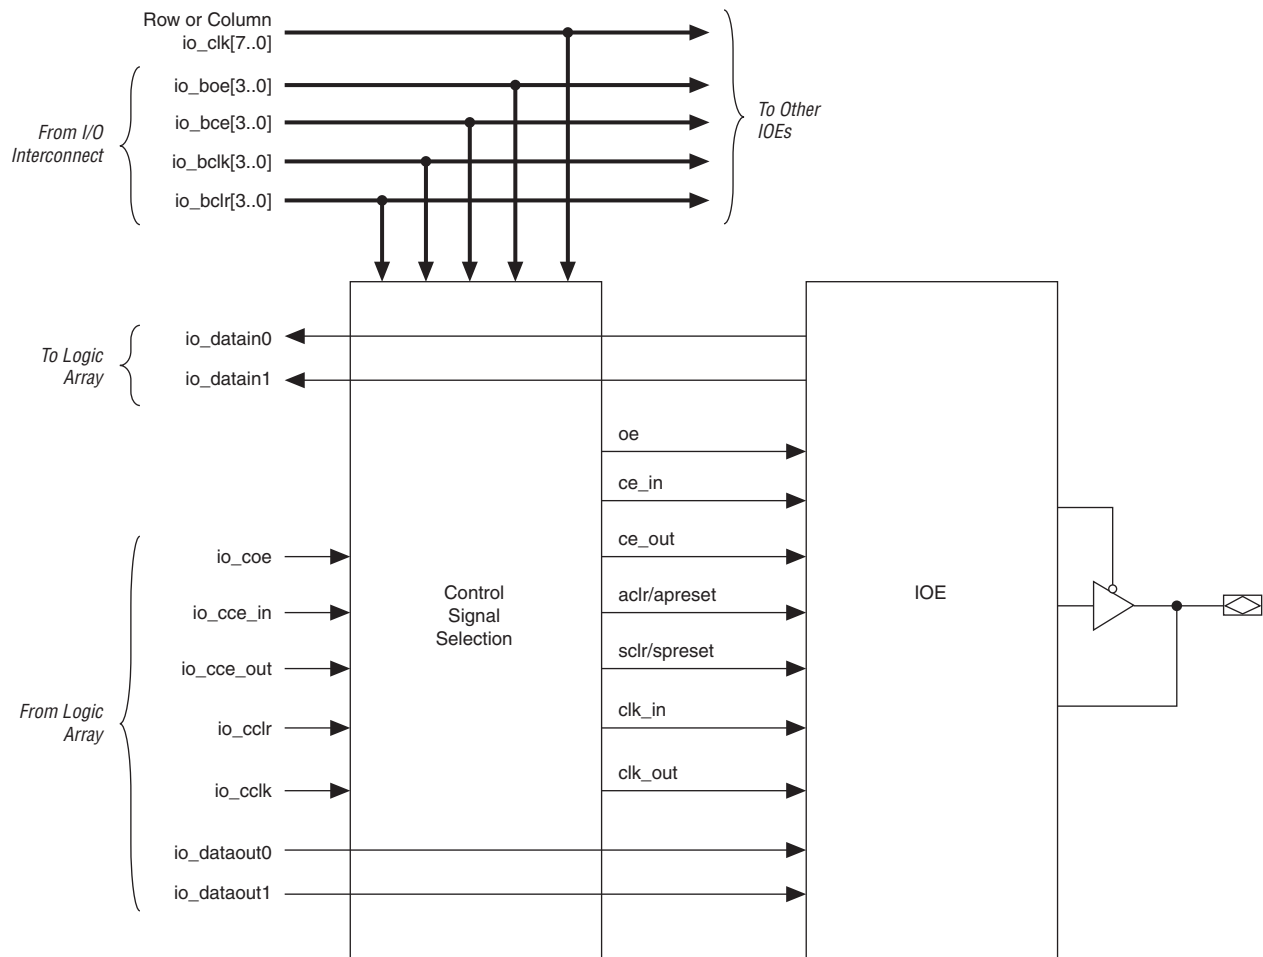 Row or Column
io_clk[7..0]
io_boe[3..0]
From I/O
Interconnect
io_bce[3..0]
io_bclk[3..0]
io_bclr[3..0]
To Other
IOEs
To Logic
Array
io_datain0
io_datain1
oe
ce_in
ce_out
aclr/apreset
sclr/spreset
clk_in
clk_out
From Logic
Array
io_coe
io_cce_in
io_cce_out
io_cclr
io_cclk
io_dataout0
io_dataout1
Control
Signal
Selection
IOE